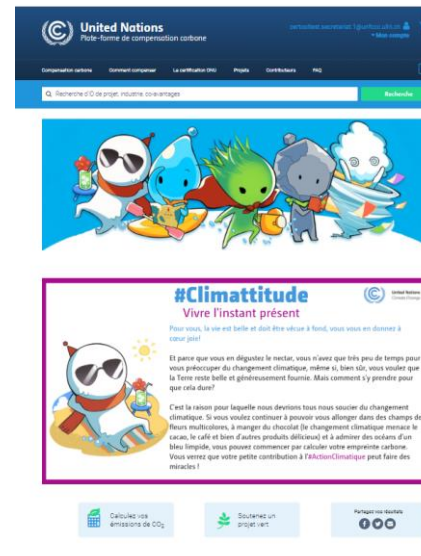 United Nations
Plate-forme de compensation carbone
Mon compte
Compensation carbone Comment compenser La certification ONU Projets Contributeurs FAQ
Recherche d'ID de projet, industrie, co-avantages
Recherche
#Climattitude
United Nations
Climate Change
Vivre l'instant présent
Pour vous, la vie est belle et doit être vécue à fond, vous vous en donnez à
cœur joie!
Et parce que vous en dégustez le nectar, vous n'avez que très peu de temps pour
vous préoccuper du changement climatique, même si, bien sûr, vous voulez que
la Terre reste belle et généreusement fournie. Mais comment s'y prendre pour
que cela dure?
C'est la raison pour laquelle nous devrions tous nous soucier du changement
climatique. Si vous voulez continuer à pouvoir vous allonger dans des champs de
fleurs multicolores, à manger du chocolat (le changement climatique menace le
cacao, le café et bien d'autres produits délicieux) et à admirer des océans d'un
bleu limpide, vous pouvez commencer par calculer votre empreinte carbone.
Vous verrez que votre petite contribution à l'#ActionClimatique peut faire des
miracles !
Calculez vos
émissions de CO₂
Soutenez un
projet vert
Partagez vos résultats